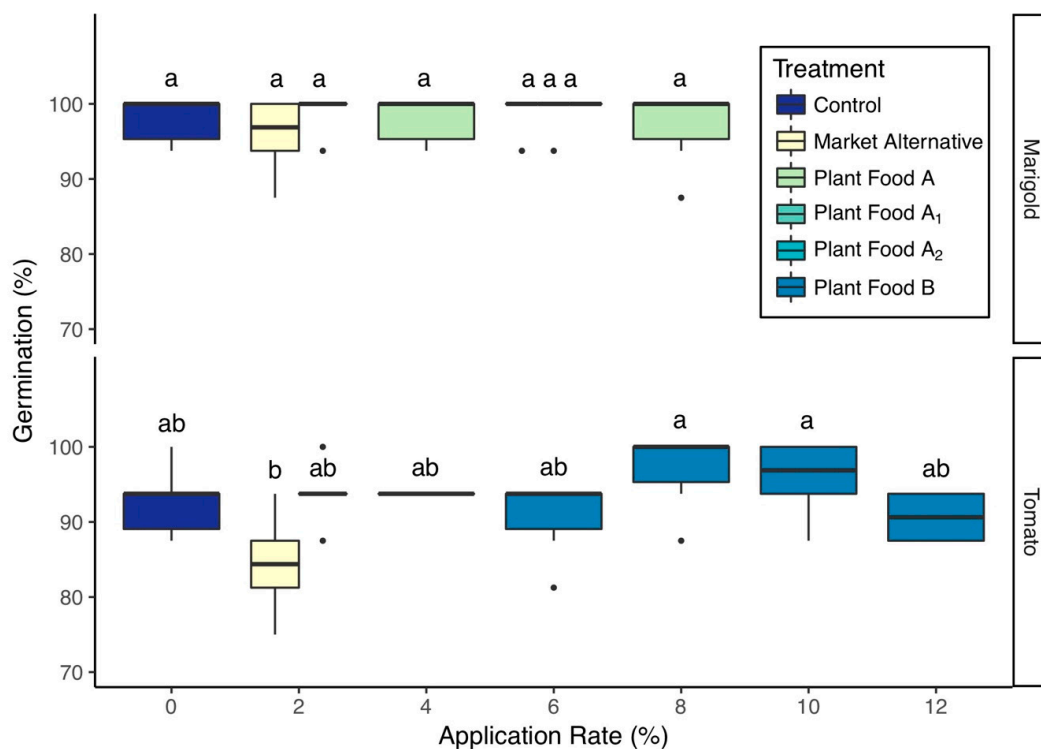 a a a a a a a a
100
90
80
70
Treatment
Control
Market Alternative
Plant Food A
Plant Food A₁
Plant Food A₂
Plant Food B
Marigold
Germination (%)
ab b ab ab ab a a ab
100
90
80
70
Tomato
0 2 4 6 8 10 12
Application Rate (%)